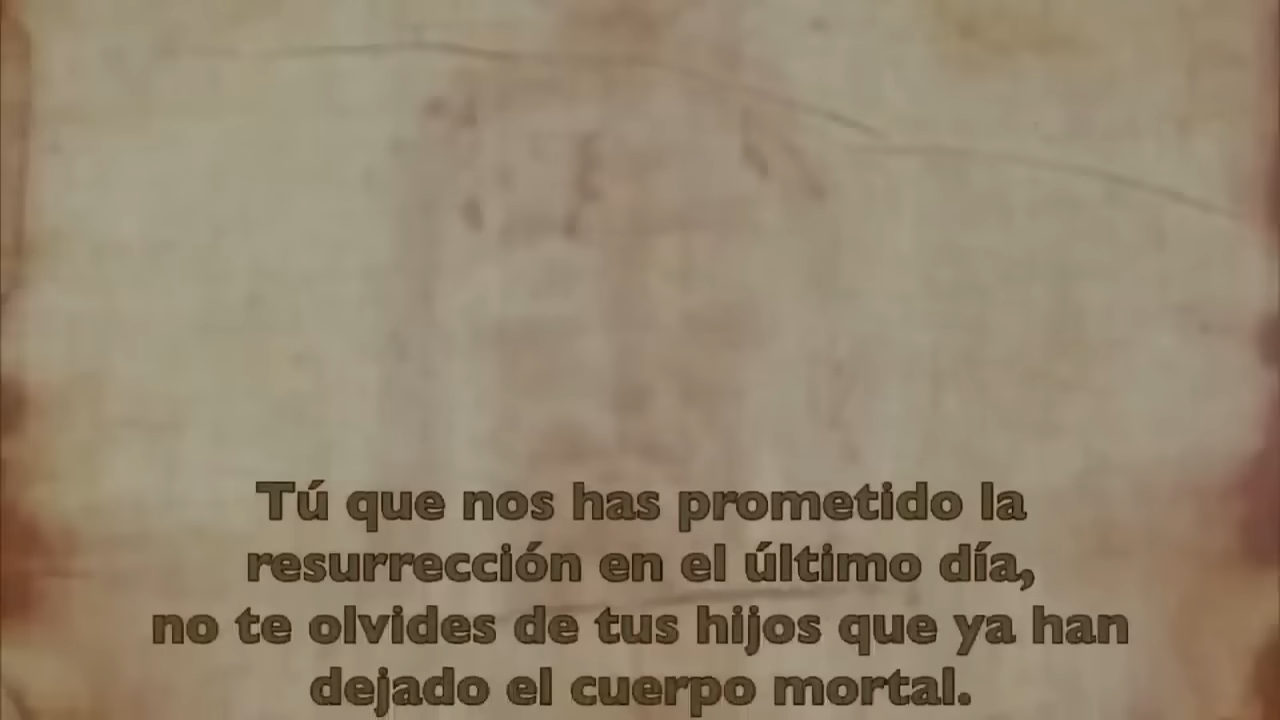 Tú que nos has prometido la
resurrección en el último día,
no te olvides de tus hijos que ya han
dejado el cuerpo mortal.